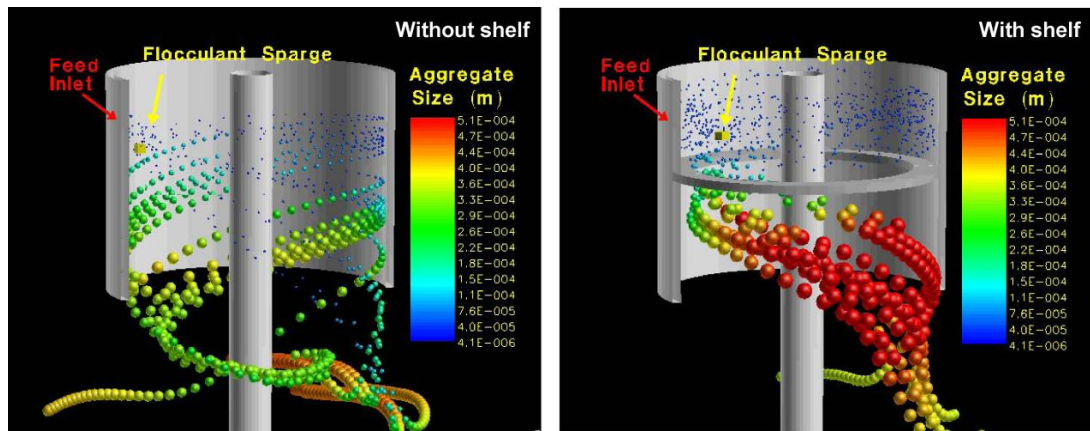 Without shelf
Flocculant Sparge
Feed
Inlet
Aggregate
Size (m)
5.1E-004
4.7E-004
4.3E-004
4.0E-004
3.6E-004
3.3E-004
2.9E-004
2.6E-004
2.2E-004
1.8E-004
1.5E-004
1.1E-004
7.6E-005
4.0E-005
4.1E-006
With shelf
Flocculant Sparge
Feed
Inlet
Aggregate
Size (m)
5.1E-004
4.7E-004
4.3E-004
4.0E-004
3.6E-004
3.3E-004
2.9E-004
2.6E-004
2.2E-004
1.8E-004
1.5E-004
1.1E-004
7.6E-005
4.0E-005
4.1E-006